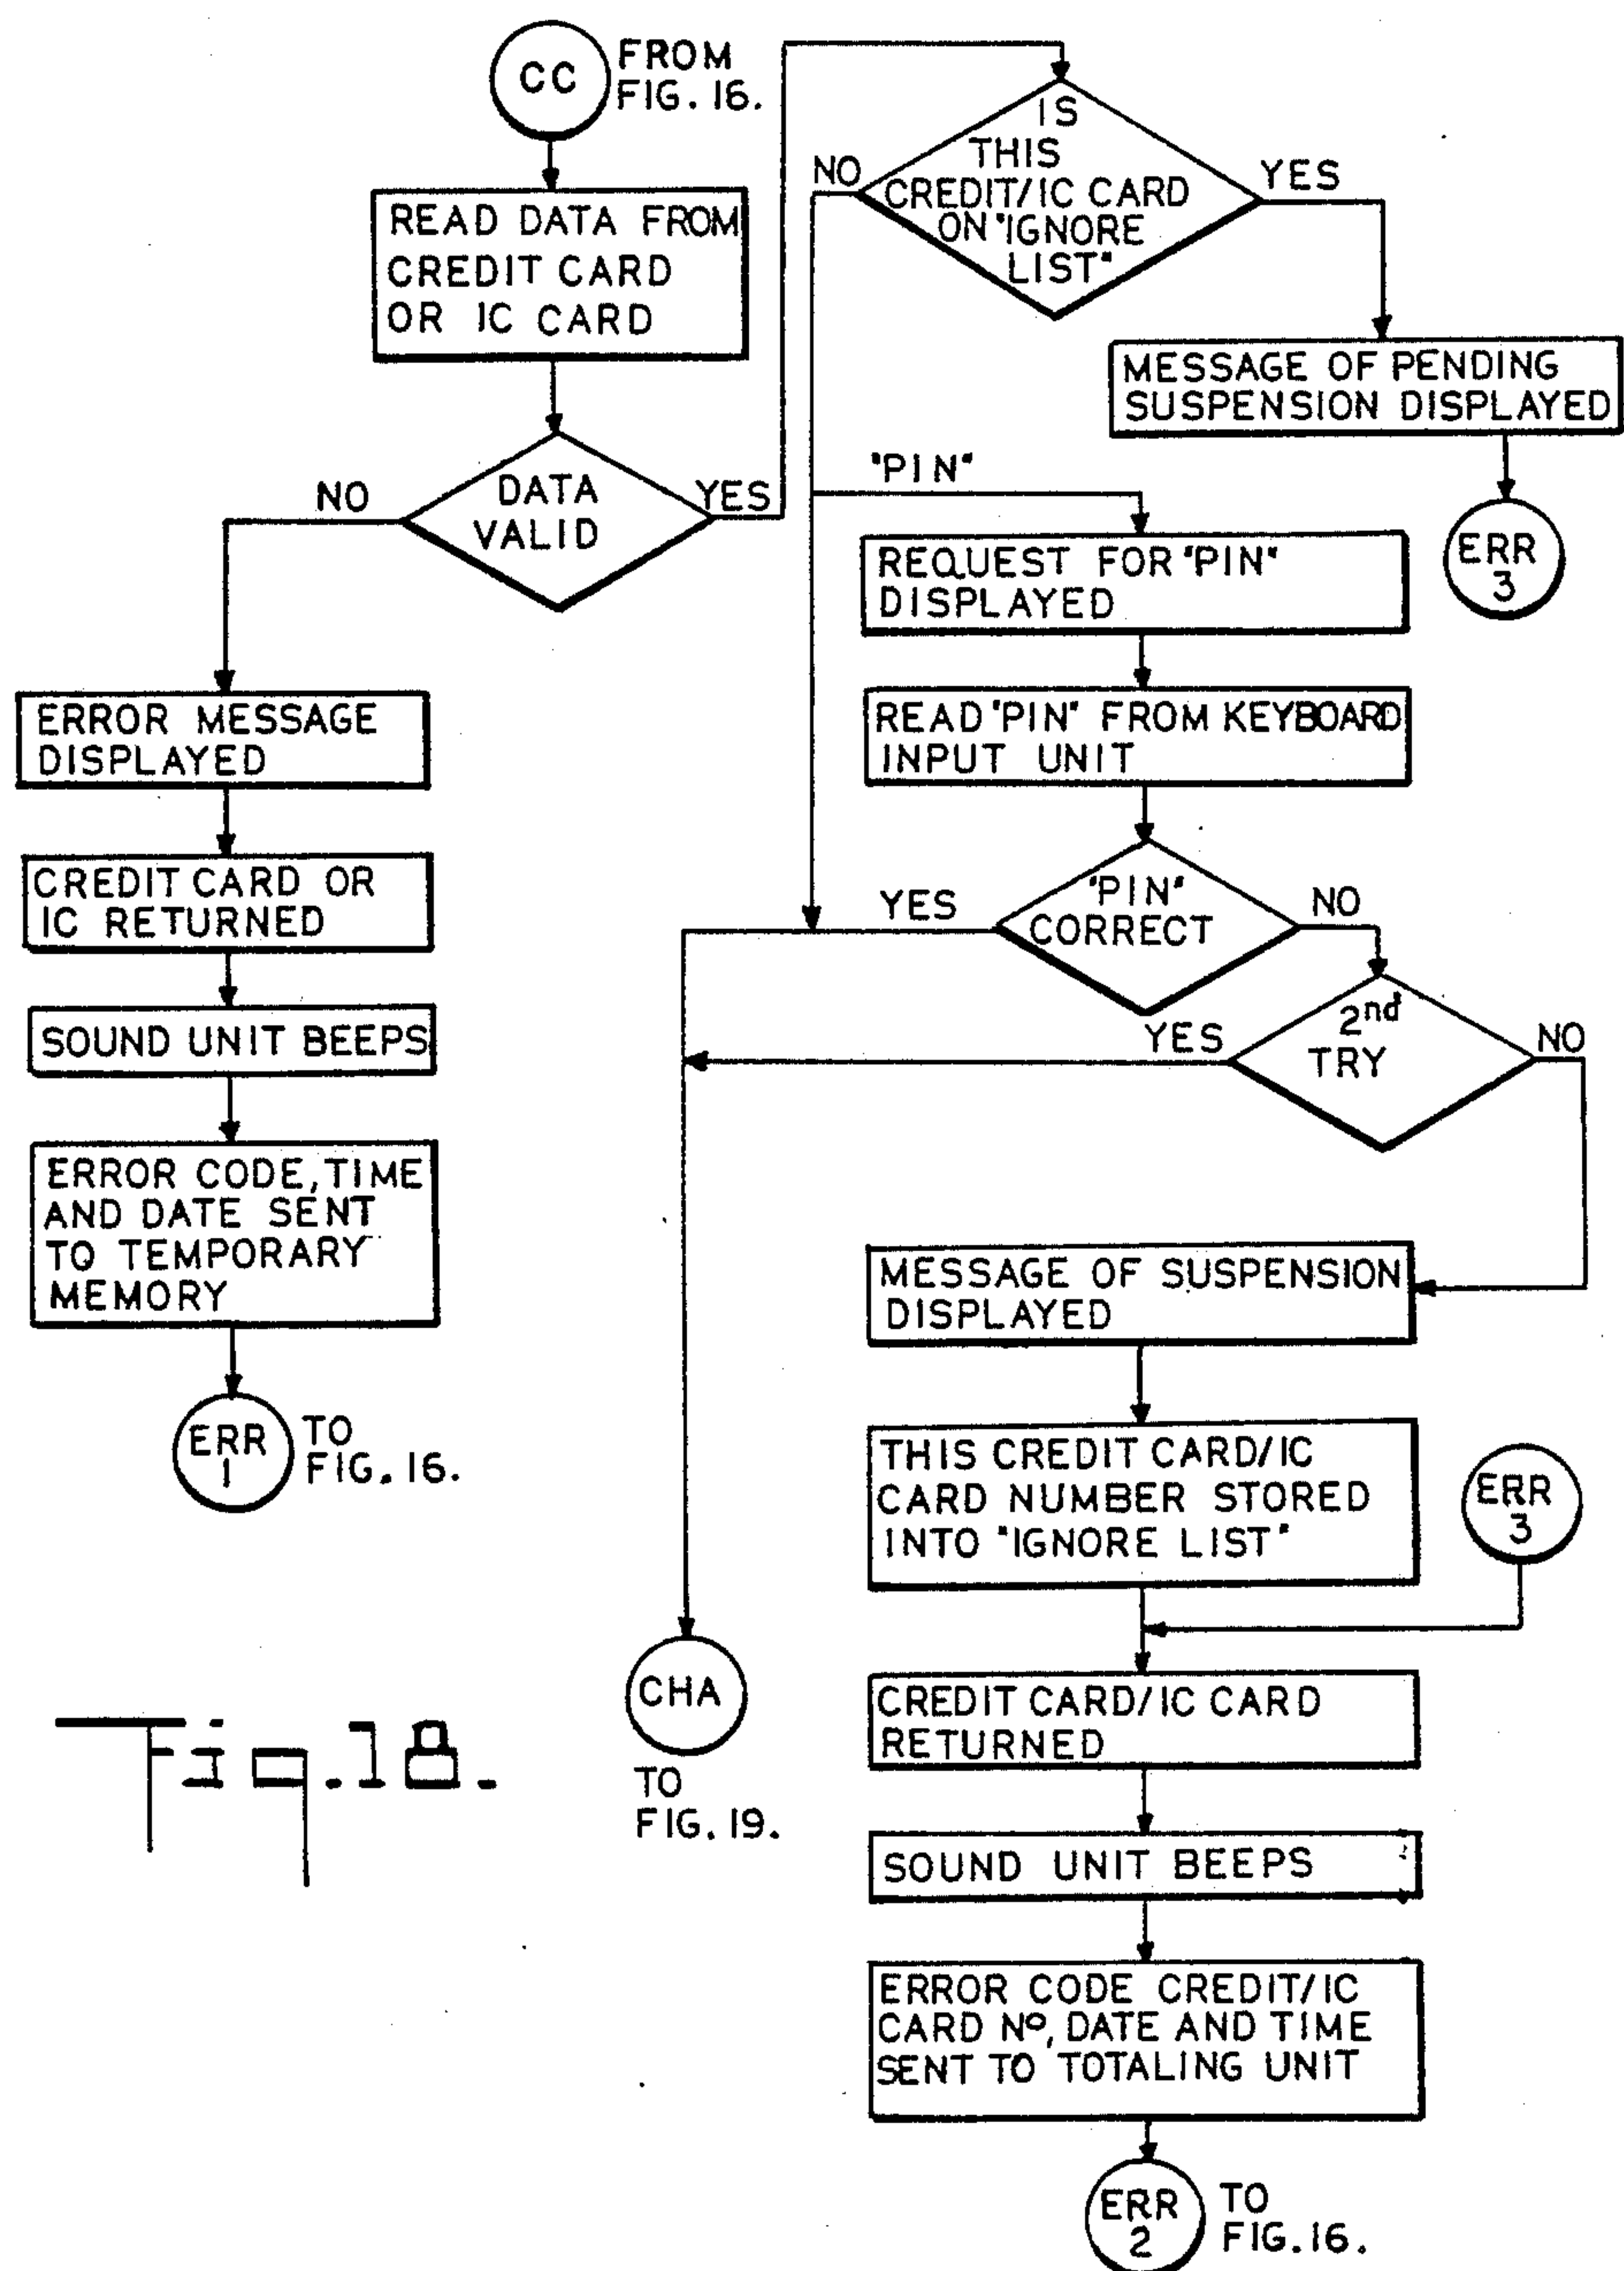 CC
FROM
FIG. 16.
READ DATA FROM
CREDIT CARD
OR IC CARD
DATA
VALID
NO
YES
ERROR MESSAGE
DISPLAYED
CREDIT CARD OR
IC RETURNED
SOUND UNIT BEEPS
ERROR CODE, TIME
AND DATE SENT
TO TEMPORARY
MEMORY
ERR
1
TO
FIG. 16.
IS
THIS
CREDIT/IC CARD
ON "IGNORE
LIST"
NO
YES
MESSAGE OF PENDING
SUSPENSION DISPLAYED
ERR
3
"PIN"
REQUEST FOR "PIN"
DISPLAYED
READ "PIN" FROM KEYBOARD
INPUT UNIT
"PIN"
CORRECT
YES
NO
2nd
TRY
YES
NO
MESSAGE OF SUSPENSION
DISPLAYED
THIS CREDIT CARD/IC
CARD NUMBER STORED
INTO "IGNORE LIST"
ERR
3
CREDIT CARD/IC CARD
RETURNED
SOUND UNIT BEEPS
ERROR CODE CREDIT/IC
CARD Nº, DATE AND TIME
SENT TO TOTALING UNIT
ERR
2
TO
FIG. 16.
CHA
TO
FIG. 19.
Fig. 18.